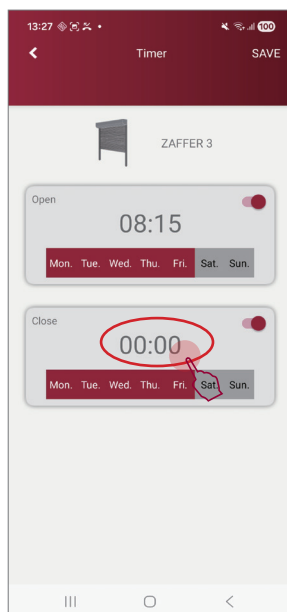 13:27 100
Timer SAVE
ZAFFER 3
Open
08:15
Mon. Tue. Wed. Thu. Fri. Sat. Sun.
Close
00:00
Mon. Tue. Wed. Thu. Fri. Sat. Sun.